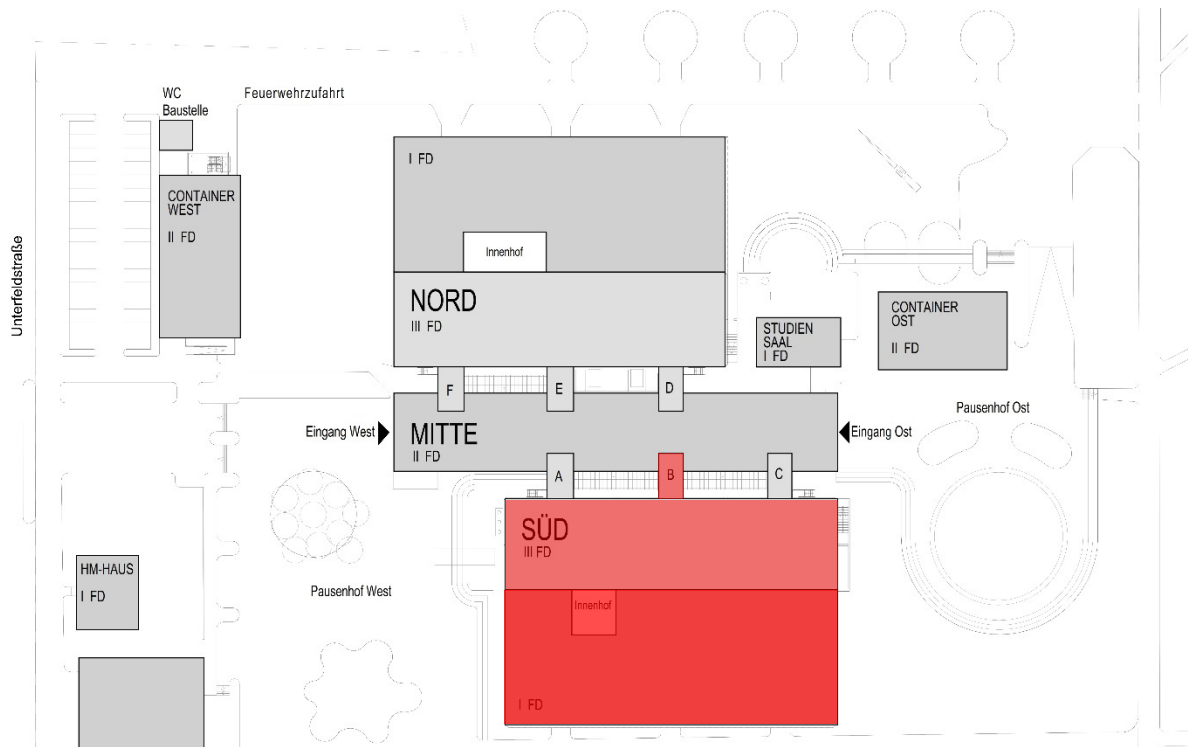 WC
Baustelle
Feuerwehrzufahrt
I FD
CONTAINER
WEST
II FD
Innenhof
Unterfeldstraße
NORD
III FD
STUDIEN
SAAL
I FD
CONTAINER
OST
II FD
F
E
D
Pausenhof Ost
Eingang West
MITTE
II FD
Eingang Ost
A
B
C
SÜD
III FD
HM-HAUS
I FD
Pausenhof West
Innenhof
I FD